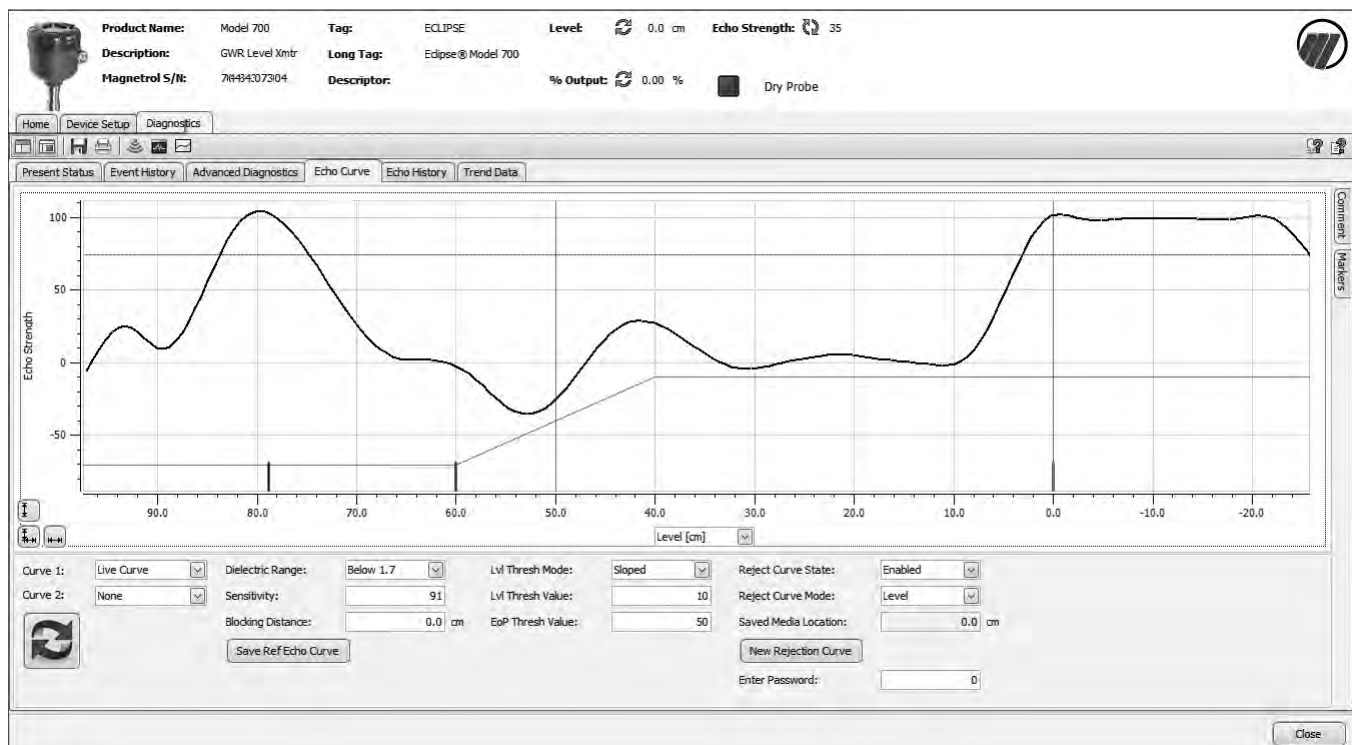 Product Name: Model 700 Tag: ECLIPSE Level: 0.0 cm Echo Strength: 35
Description: GWR Level Xmtr Long Tag: Eclipse® Model 700
Magnetrol S/N: Descriptor: % Output: 0.00 % Dry Probe
Home Device Setup Diagnostics
Present Status Event History Advanced Diagnostics Echo Curve Echo History Trend Data
Comment
Markers
Echo Strength
100
50
0
-50
90.0 80.0 70.0 60.0 50.0 40.0 30.0 20.0 10.0 0.0 -10.0 -20.0
Level [cm]
Curve 1: Live Curve Dielectric Range: Below 1.7 Lvl Thresh Mode: Sloped Reject Curve State: Enabled
Curve 2: None Sensitivity: 91 Lvl Thresh Value: 10 Reject Curve Mode: Level
Blocking Distance: 0.0 cm EoP Thresh Value: 50 Saved Media Location: 0.0 cm
Save Ref Echo Curve New Rejection Curve
Enter Password: 0
Close